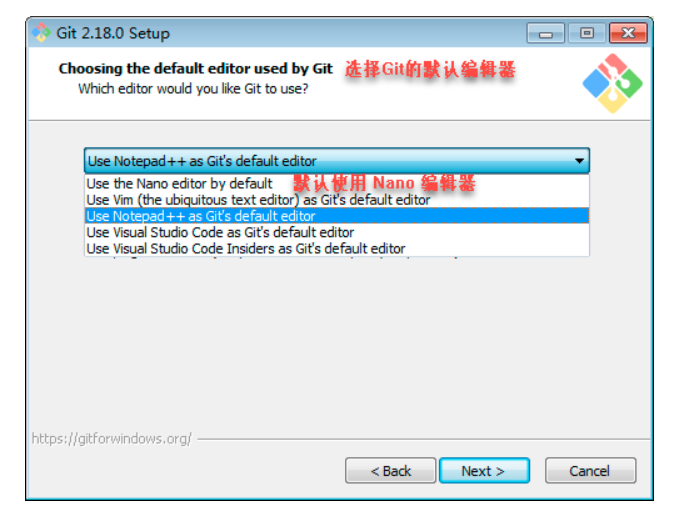 Git 2.18.0 Setup
Choosing the default editor used by Git 选择Git的默认编辑器
Which editor would you like Git to use?
Use Notepad++ as Git's default editor
Use the Nano editor by default 默认使用 Nano 编辑器
Use Vim (the ubiquitous text editor) as Git's default editor
Use Notepad++ as Git's default editor
Use Visual Studio Code as Git's default editor
Use Visual Studio Code Insiders as Git's default editor
https://gitforwindows.org/
< Back Next > Cancel